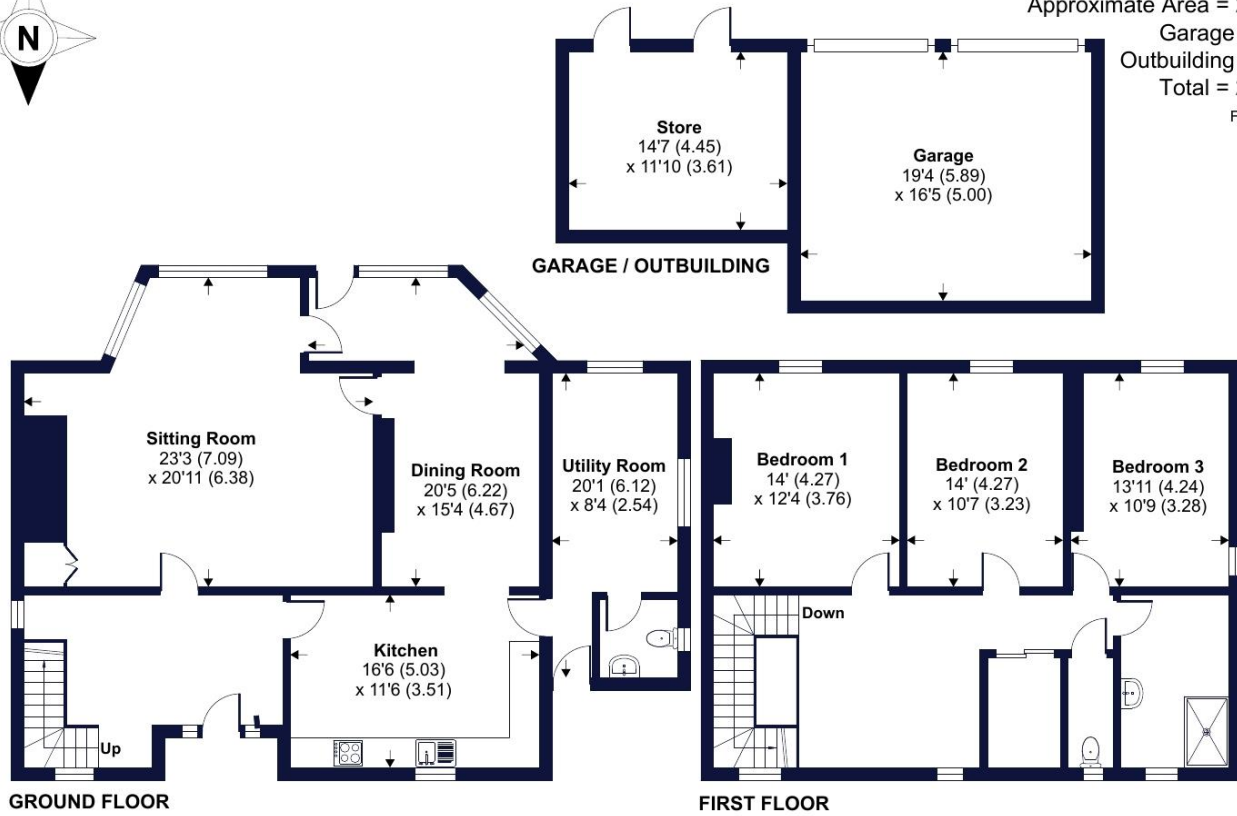 N
Approximate Area =
Garage
Outbuilding
Total =
Store
14'7 (4.45)
x 11'10 (3.61)
Garage
19'4 (5.89)
x 16'5 (5.00)
GARAGE / OUTBUILDING
Sitting Room
23'3 (7.09)
x 20'11 (6.38)
Dining Room
20'5 (6.22)
x 15'4 (4.67)
Utility Room
20'1 (6.12)
x 8'4 (2.54)
Kitchen
16'6 (5.03)
x 11'6 (3.51)
Up
GROUND FLOOR
Bedroom 1
14' (4.27)
x 12'4 (3.76)
Bedroom 2
14' (4.27)
x 10'7 (3.23)
Bedroom 3
13'11 (4.24)
x 10'9 (3.28)
Down
FIRST FLOOR